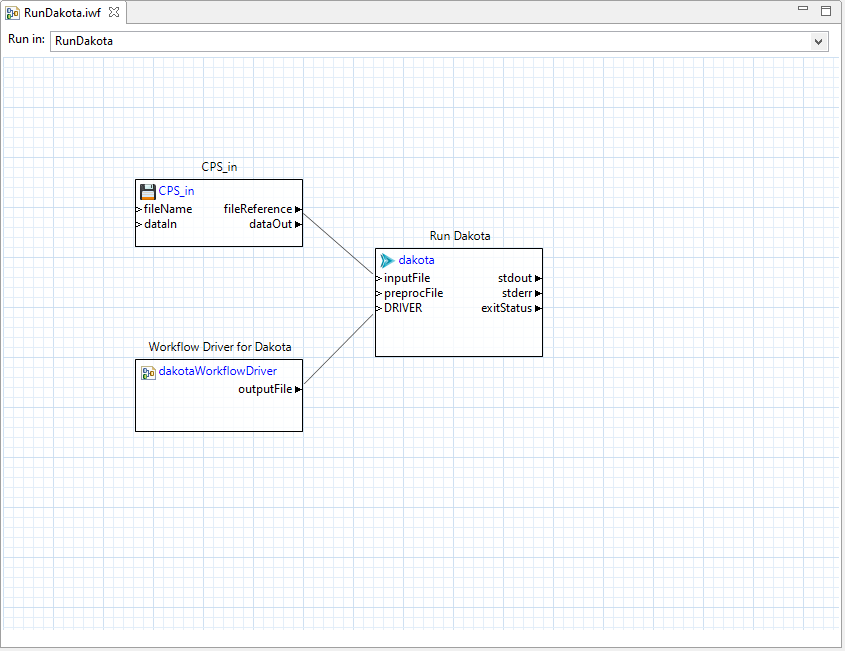 RunDakota.iwf
Run in: RunDakota
CPS_in
CPS_in
fileName fileReference
dataIn dataOut
Run Dakota
dakota
inputFile stdout
preprocFile stderr
DRIVER exitStatus
Workflow Driver for Dakota
dakotaWorkflowDriver
outputFile